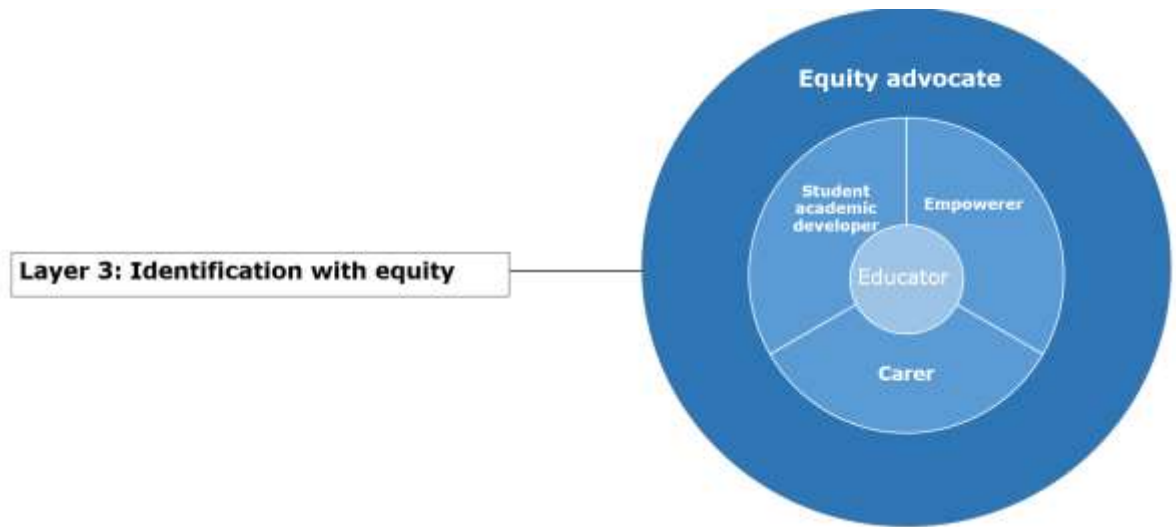 Equity advocate
Student
academic
developer
Empowerer
Layer 3: Identification with equity
Educator
Carer